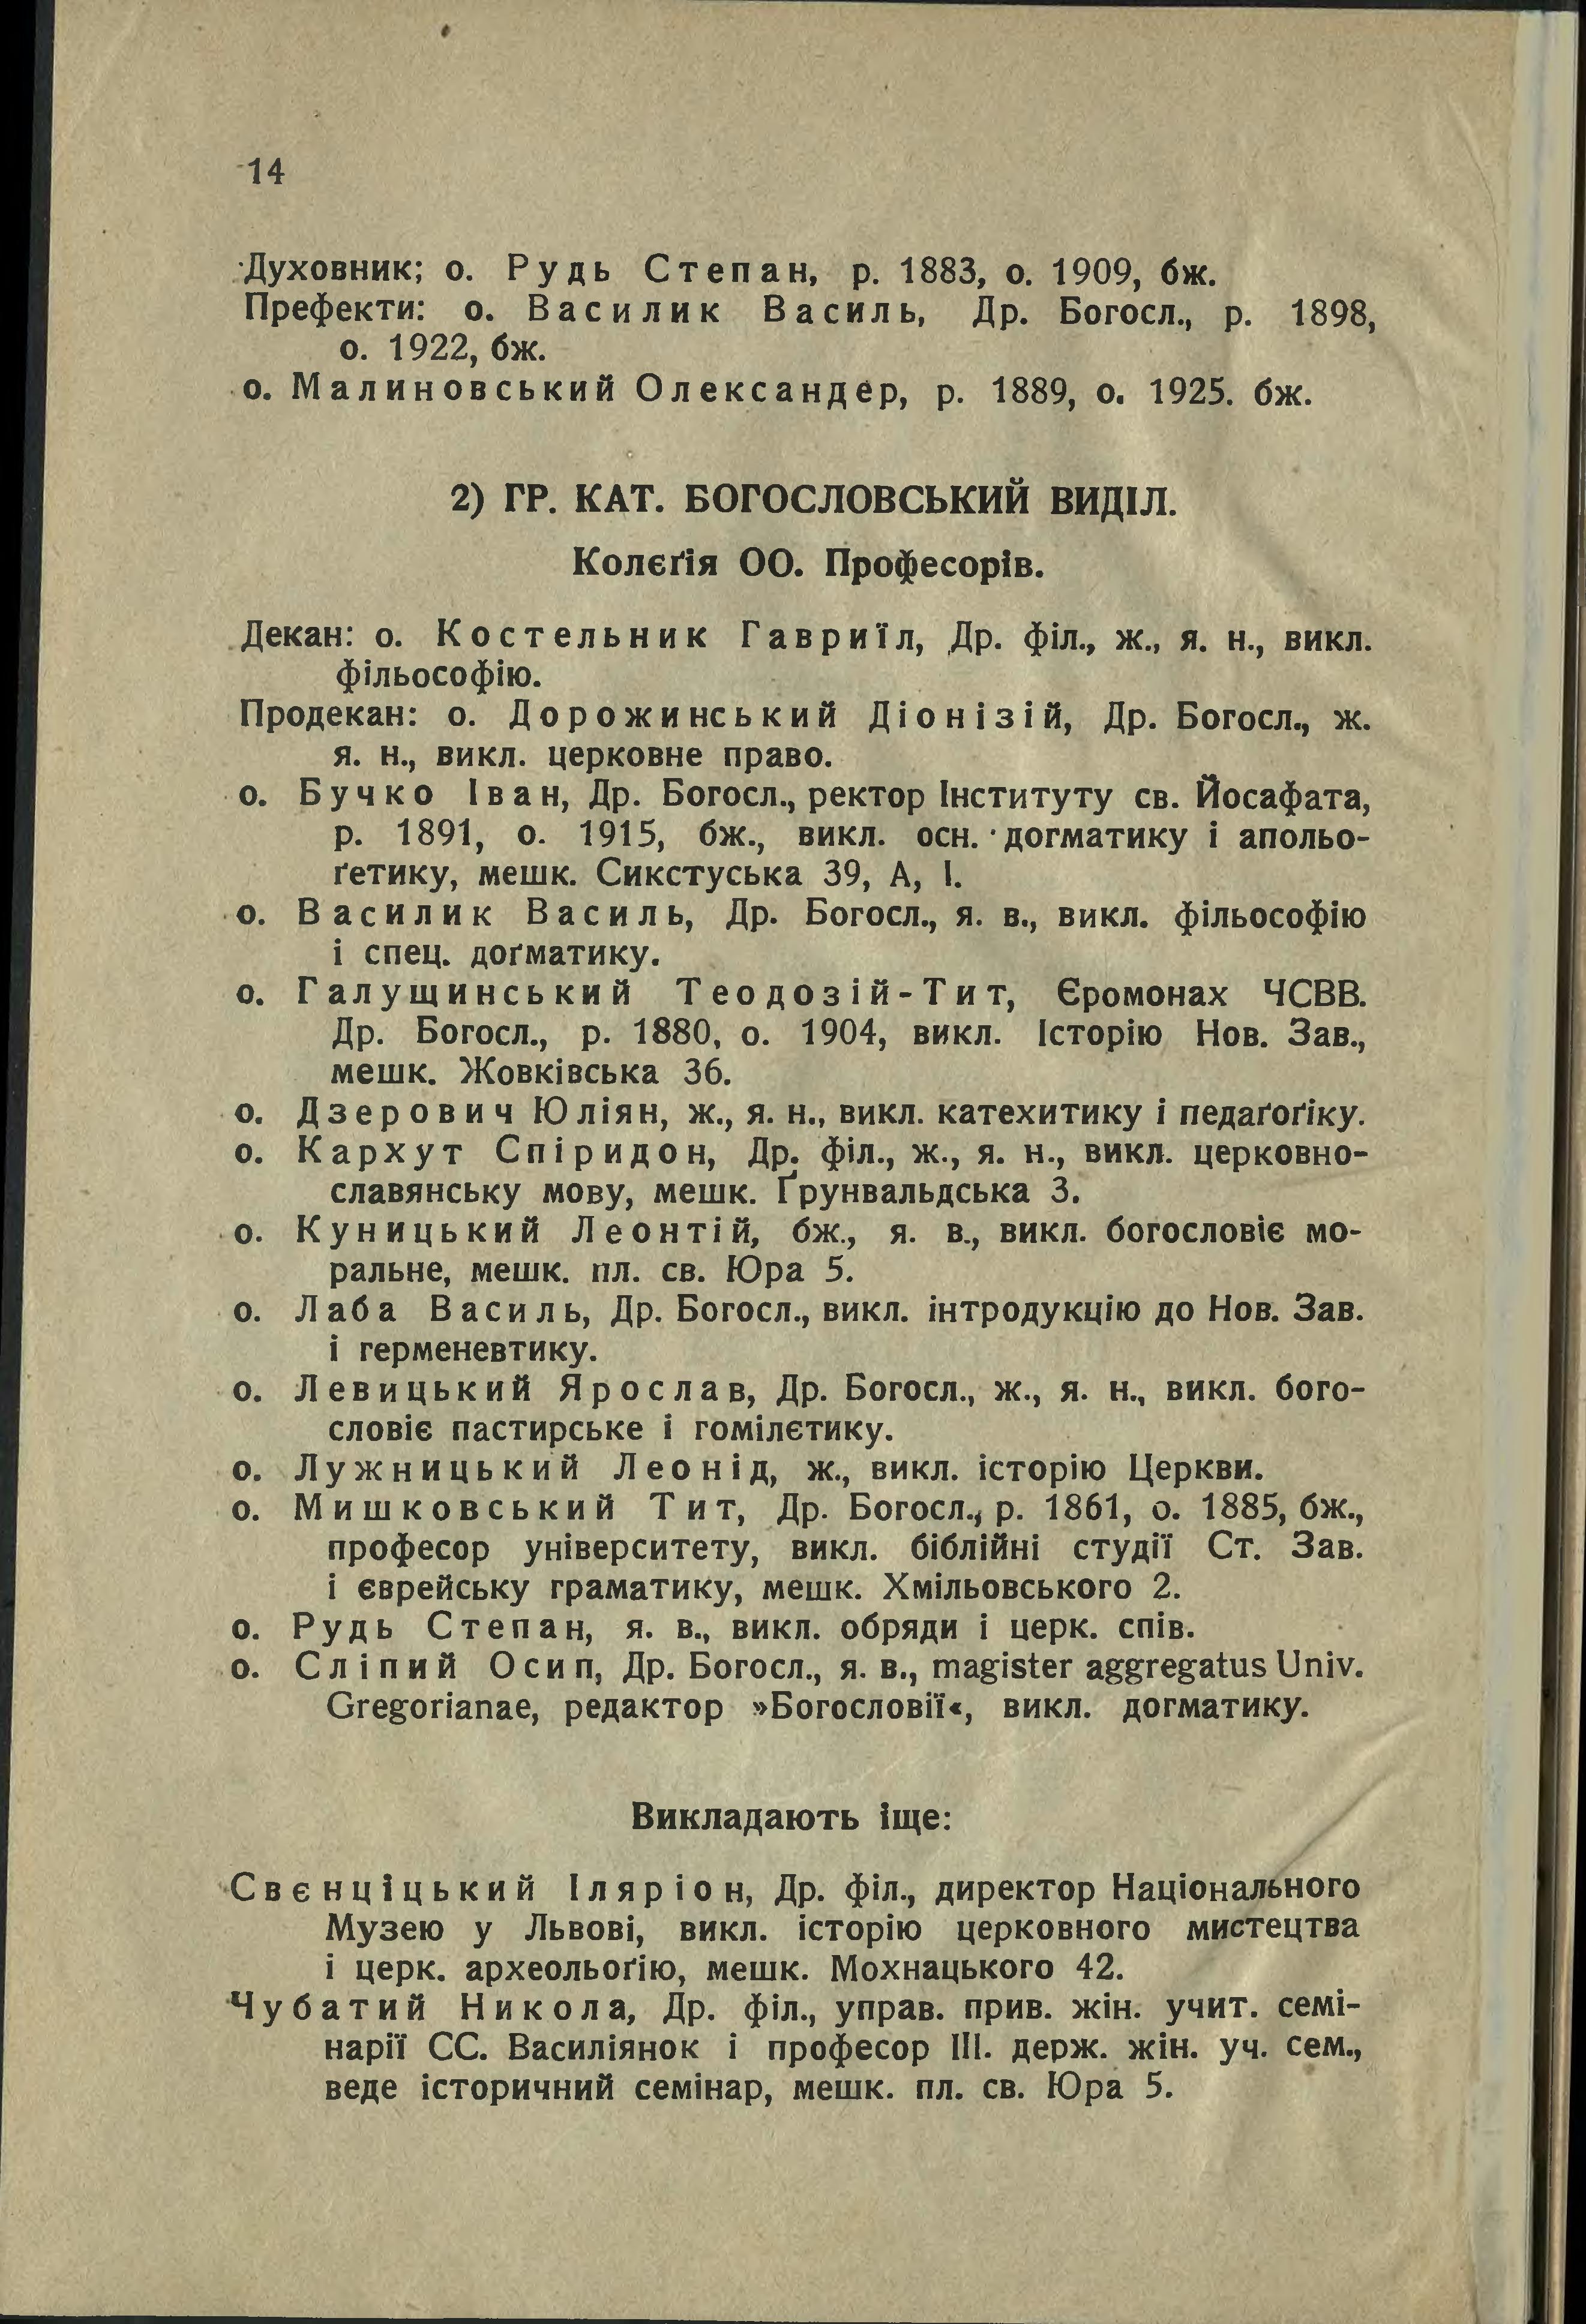 14
Духовник; о. Рудь Степан, р. 1883, о. 1909, бж.
Префекти: о. Василик Василь, Др. Богосл., р. 1898,
о. 1922, бж.
о. Малиновський Олександер, р. 1889, о. 1925. бж.
2) ГР. КАТ. БОГОСЛОВСЬКИЙ ВИДІЛ.
Колєґія ОО. Професорів.
Декан: о. Костельник Гавриїл, Др. філ., ж., я. н., викл.
фільософію.
Продекан: о. Дорожинський Діонізій, Др. Богосл., ж.
я. н., викл. церковне право.
о. Бучко Іван, Др. Богосл., ректор Інституту св. Йосафата,
р. 1891, о. 1915, бж., викл. осн. догматику і апольо-
ґетику, мешк. Сикстуська 39, А, І.
о. Василик Василь, Др. Богосл., я. в., викл. фільософію
і спец. доґматику.
о. Галущинський Теодозій-Тит, Єромонах ЧСВВ.
Др. Богосл., р. 1880, о. 1904, викл. Історію Нов. Зав.,
мешк. Жовківська 36.
о. Дзерович Юліян, ж., я. н., викл. катехитику і педаґоґіку.
о. Кархут Спіридон, Др. філ., ж., я. н., викл. церковно-
славянську мову, мешк. Ґрунвальдська 3.
о. Куницький Леонтій, бж., я. в., викл. богословіє мо-
ральне, мешк. пл. св. Юра 5.
о. Лаба Василь, Др. Богосл., викл. інтродукцію до Нов. Зав.
і герменевтику.
о. Левицький Ярослав, Др. Богосл., ж., я. н., викл. бого-
словіє пастирське і гомілєтику.
о. Лужницький Леонід, ж., викл. історію Церкви.
о. Мишковський Тит, Др. Богосл., р. 1861, о. 1885, бж.,
професор університету, викл. біблійні студії Ст. Зав.
і єврейську граматику, мешк. Хмільовського 2.
о. Рудь Степан, я. в., викл. обряди і церк. спів.
о. Сліпий Осип, Др. Богосл., я. в., magister aggregatus Univ.
Gregorianae, редактор »Богословії«, викл. догматику.
Викладають іще:
Свєнціцький Іляріон, Др. філ., директор Національного
Музею у Львові, викл. історію церковного мистецтва
і церк. археольоґію, мешк. Мохнацького 42.
Чубатий Никола, Др. філ., управ. прив. жін. учит. семі-
нарії СС. Василіянок і професор III. держ. жін. уч. сем.,
веде історичний семінар, мешк. пл. св. Юра 5.